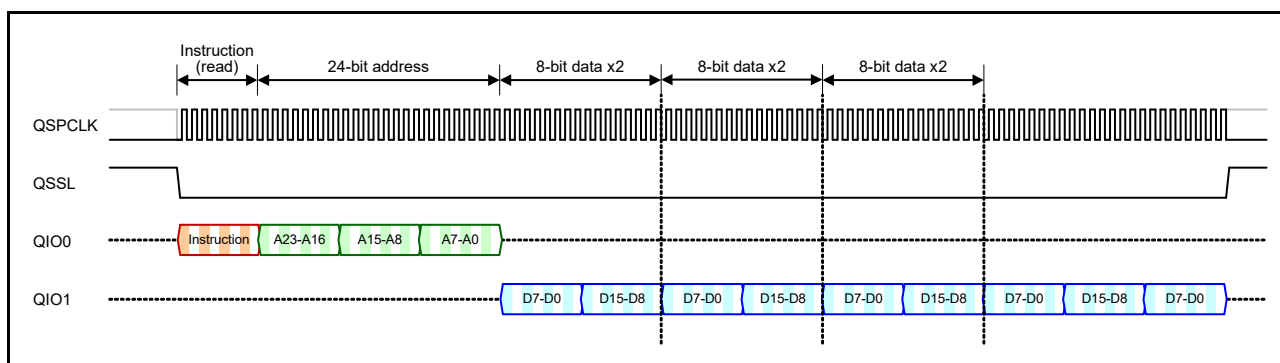 Instruction
(read)
24-bit address
8-bit data x2
8-bit data x2
8-bit data x2
QSPCLK
QSSL
QIO0
Instruction
A23-A16
A15-A8
A7-A0
QIO1
D7-D0
D15-D8
D7-D0
D15-D8
D7-D0
D15-D8
D7-D0
D15-D8
D7-D0